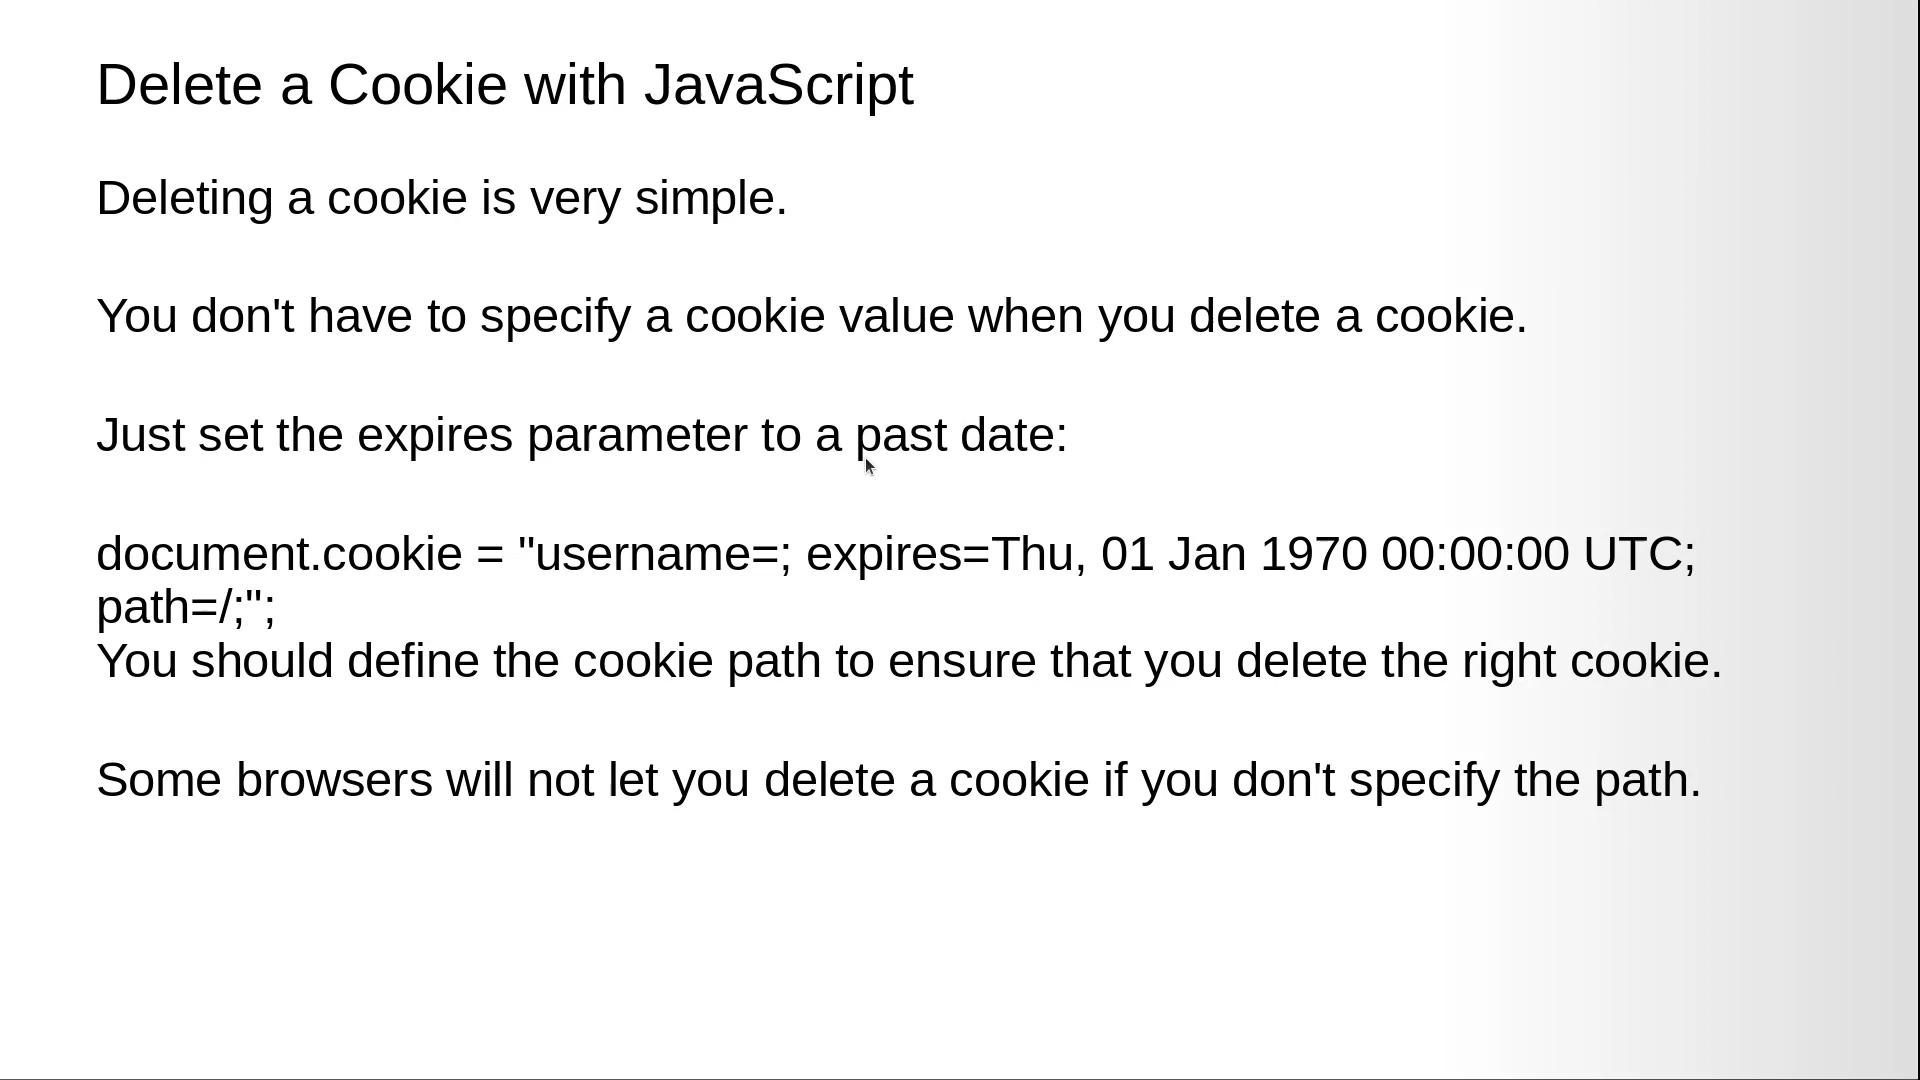 Delete a Cookie with JavaScript
Deleting a cookie is very simple.
You don't have to specify a cookie value when you delete a cookie.
Just set the expires parameter to a past date:
document.cookie = "username=; expires=Thu, 01 Jan 1970 00:00:00 UTC;
path=/;";
You should define the cookie path to ensure that you delete the right cookie.
Some browsers will not let you delete a cookie if you don't specify the path.